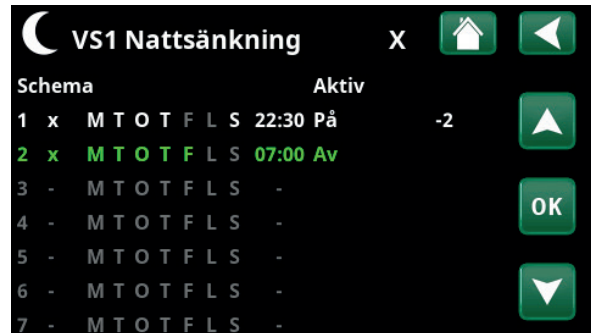 VS1 Nattsänkning X
Schema Aktiv
1 x M T O T F L S 22:30 På -2
2 x M T O T F L S 07:00 Av
3 - M T O T F L S -
4 - M T O T F L S -
OK
5 - M T O T F L S -
6 - M T O T F L S -
7 - M T O T F L S -